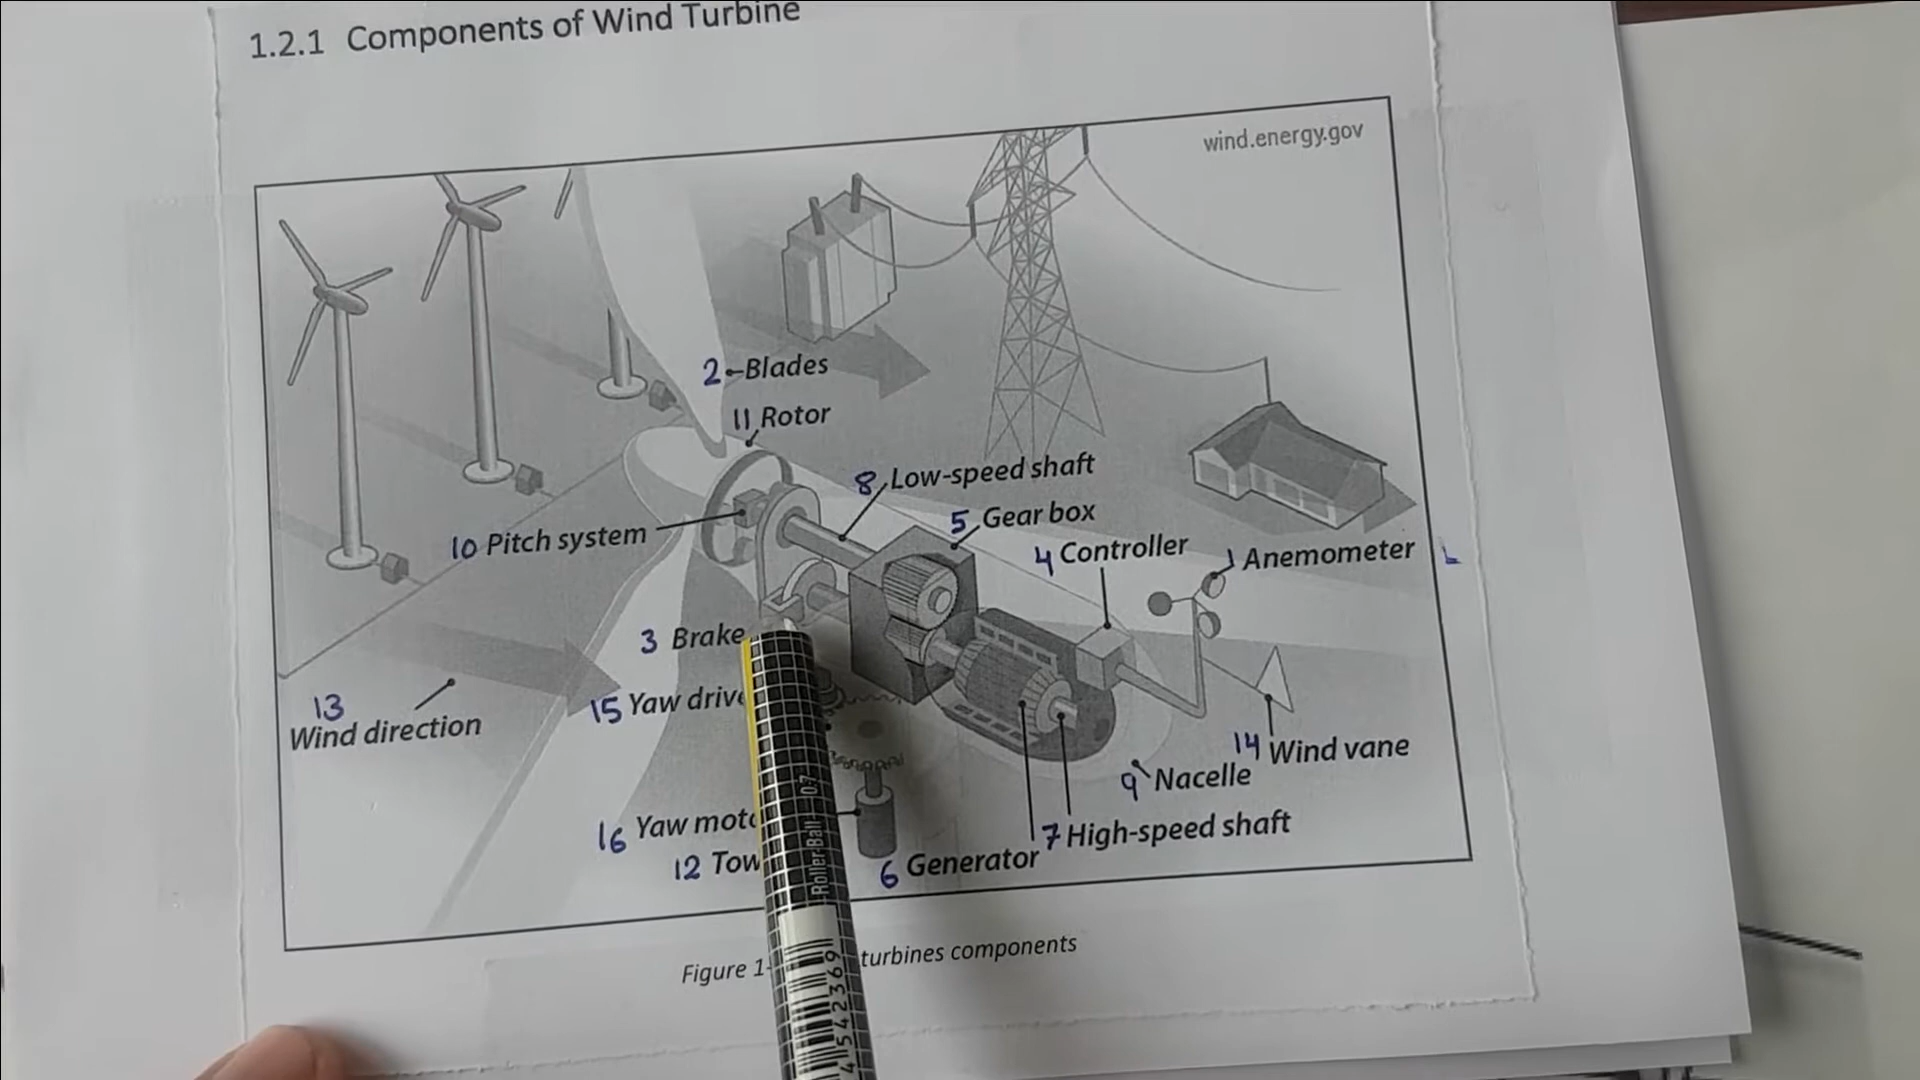 1.2.1 Components of Wind Turbine
wind.energy.gov
2 Blades
11 Rotor
8 Low-speed shaft
5 Gear box
10 Pitch system
4 Controller
1 Anemometer
3 Brake
15 Yaw drive
13
Wind direction
14 Wind vane
9 Nacelle
16 Yaw moto
7 High-speed shaft
12 Tow
6 Generator
Figure 1- turbines components
Roller Ball 0.7
4542369